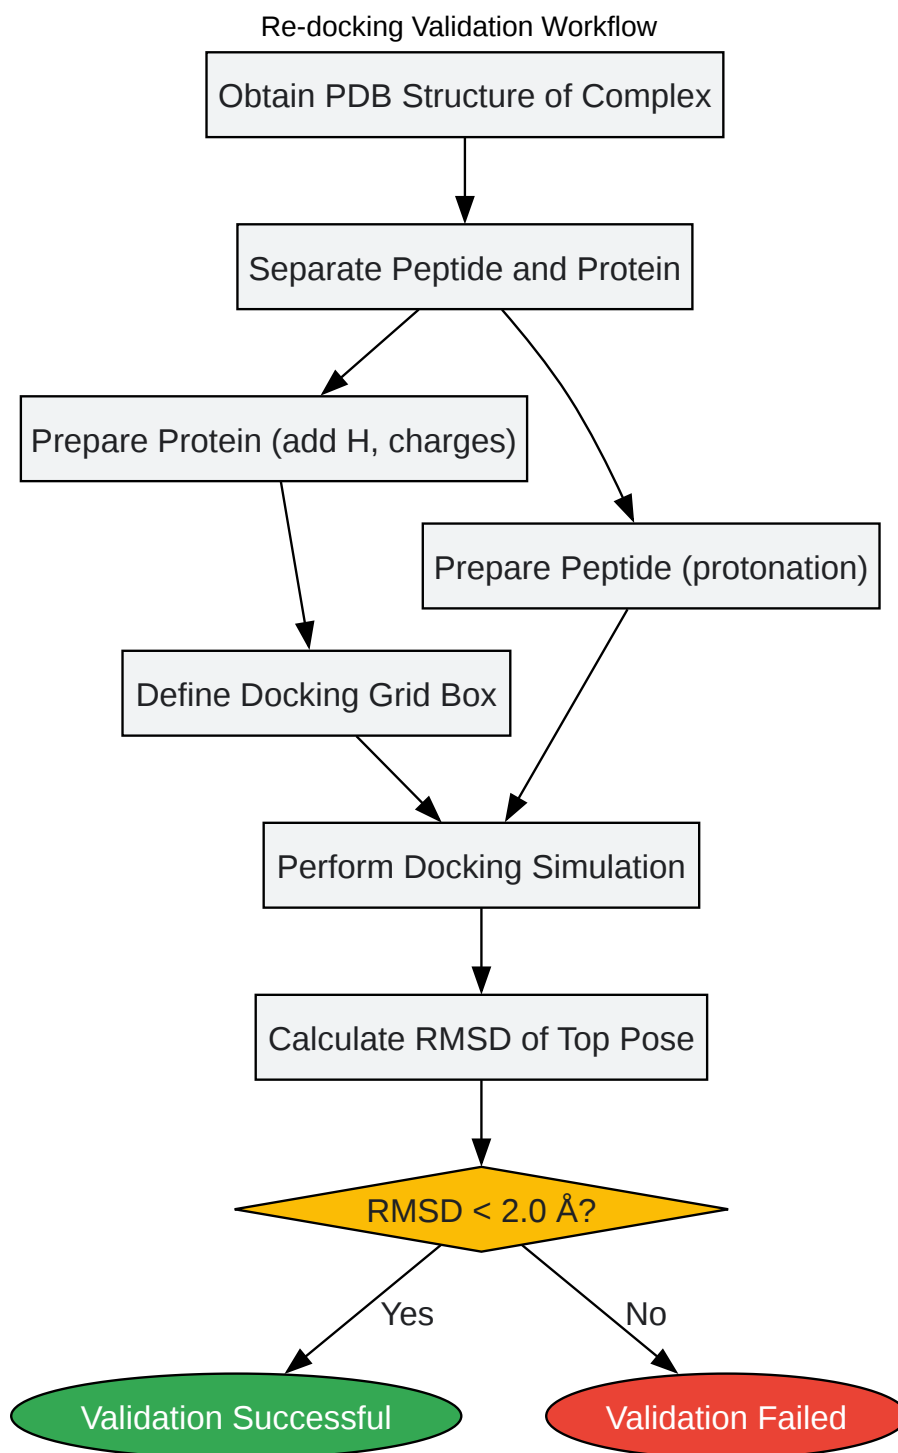 Re-docking Validation Workflow
Obtain PDB Structure of Complex
Separate Peptide and Protein
Prepare Protein (add H, charges)
Prepare Peptide (protonation)
Define Docking Grid Box
Perform Docking Simulation
Calculate RMSD of Top Pose
RMSD < 2.0 Å?
Yes
No
Validation Successful
Validation Failed